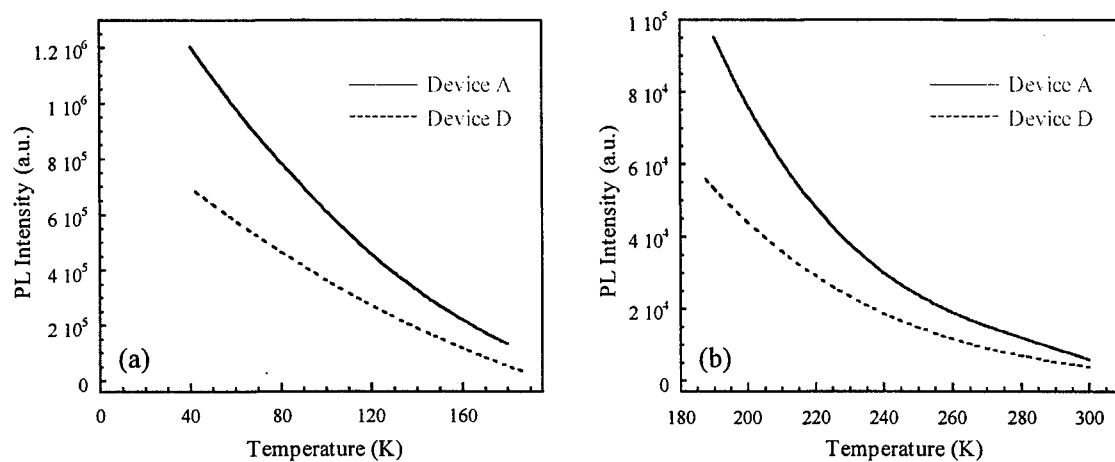 1.2 10⁶
1 10⁶
8 10⁵
6 10⁵
4 10⁵
2 10⁵
0
PL Intensity (a.u.)
Device A
Device D
(a)
0 40 80 120 160
Temperature (K)
1 10⁵
8 10⁴
6 10⁴
4 10⁴
2 10⁴
0
PL Intensity (a.u.)
Device A
Device D
(b)
180 200 220 240 260 280 300
Temperature (K)